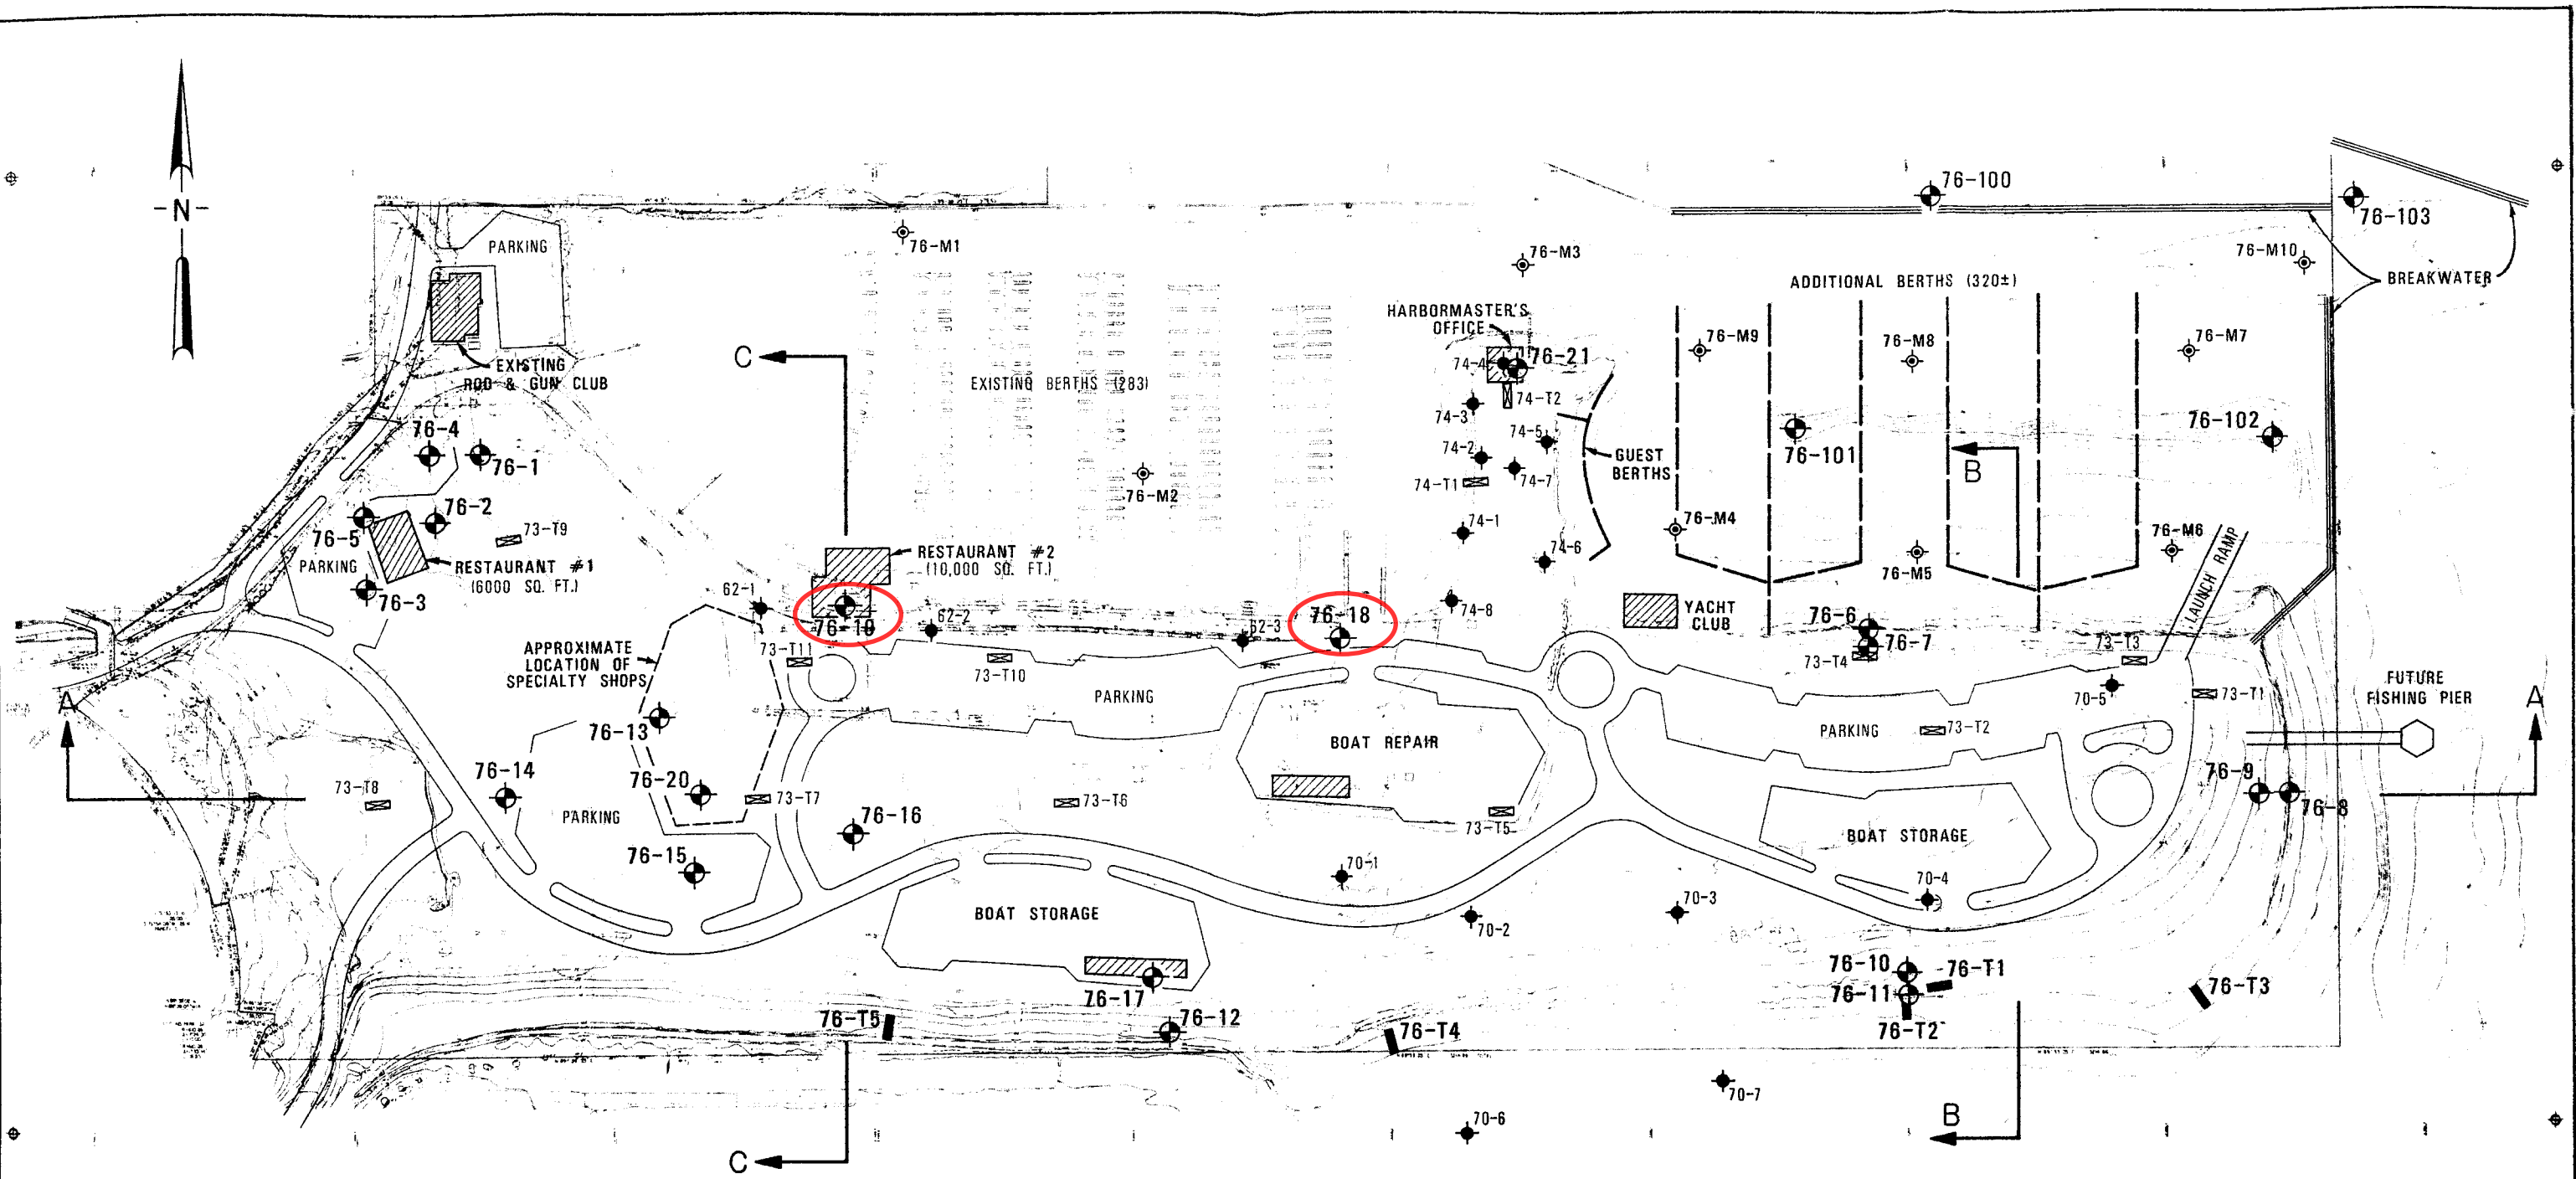 76-100
76-103
-N-
PARKING
76-M1
76-M3
76-M10
BREAKWATER
ADDITIONAL BERTHS (320±)
HARBORMASTER'S
OFFICE
76-M9
76-M8
76-M7
C
EXISTING
ROD & GUN CLUB
EXISTING BERTHS (283)
74-4
76-21
74-T2
74-3
76-4
76-1
74-5
74-2
76-101
76-102
GUEST
BERTHS
B
76-M2
74-T1
74-7
76-2
76-5
73-T9
74-1
76-M4
76-M6
LAUNCH RAMP
RESTAURANT #2
(10,000 SQ. FT.)
74-6
PARKING
RESTAURANT #1
(6000 SQ. FT.)
76-M5
76-3
62-1
76-19
62-2
62-3
76-18
74-8
YACHT
CLUB
76-6
76-7
APPROXIMATE
LOCATION OF
SPECIALTY SHOPS
73-T11
73-T10
73-T4
73-T3
A
PARKING
70-5
73-T1
FUTURE
FISHING PIER
A
76-13
BOAT REPAIR
PARKING
73-T2
76-14
76-20
76-9
73-T8
73-T7
73-T6
76-8
PARKING
76-16
73-T5
BOAT STORAGE
76-15
70-1
70-4
BOAT STORAGE
70-3
70-2
76-10
76-T1
76-17
76-11
76-T3
76-T5
76-12
76-T4
76-T2
70-7
70-6
B
C